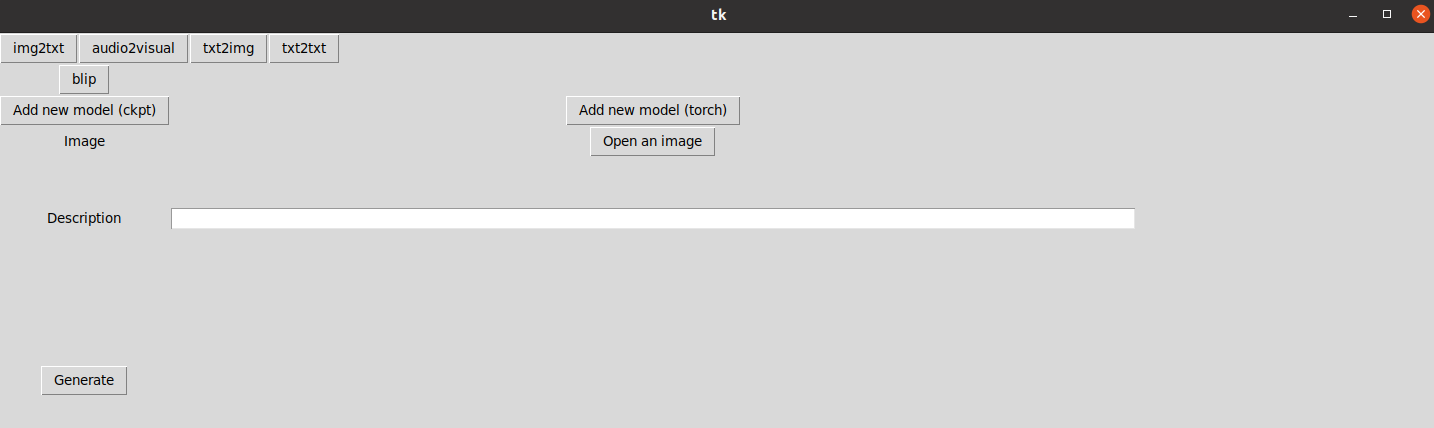 tk
img2txt audio2visual txt2img txt2txt
blip
Add new model (ckpt) Add new model (torch)
Image Open an image
Description
Generate